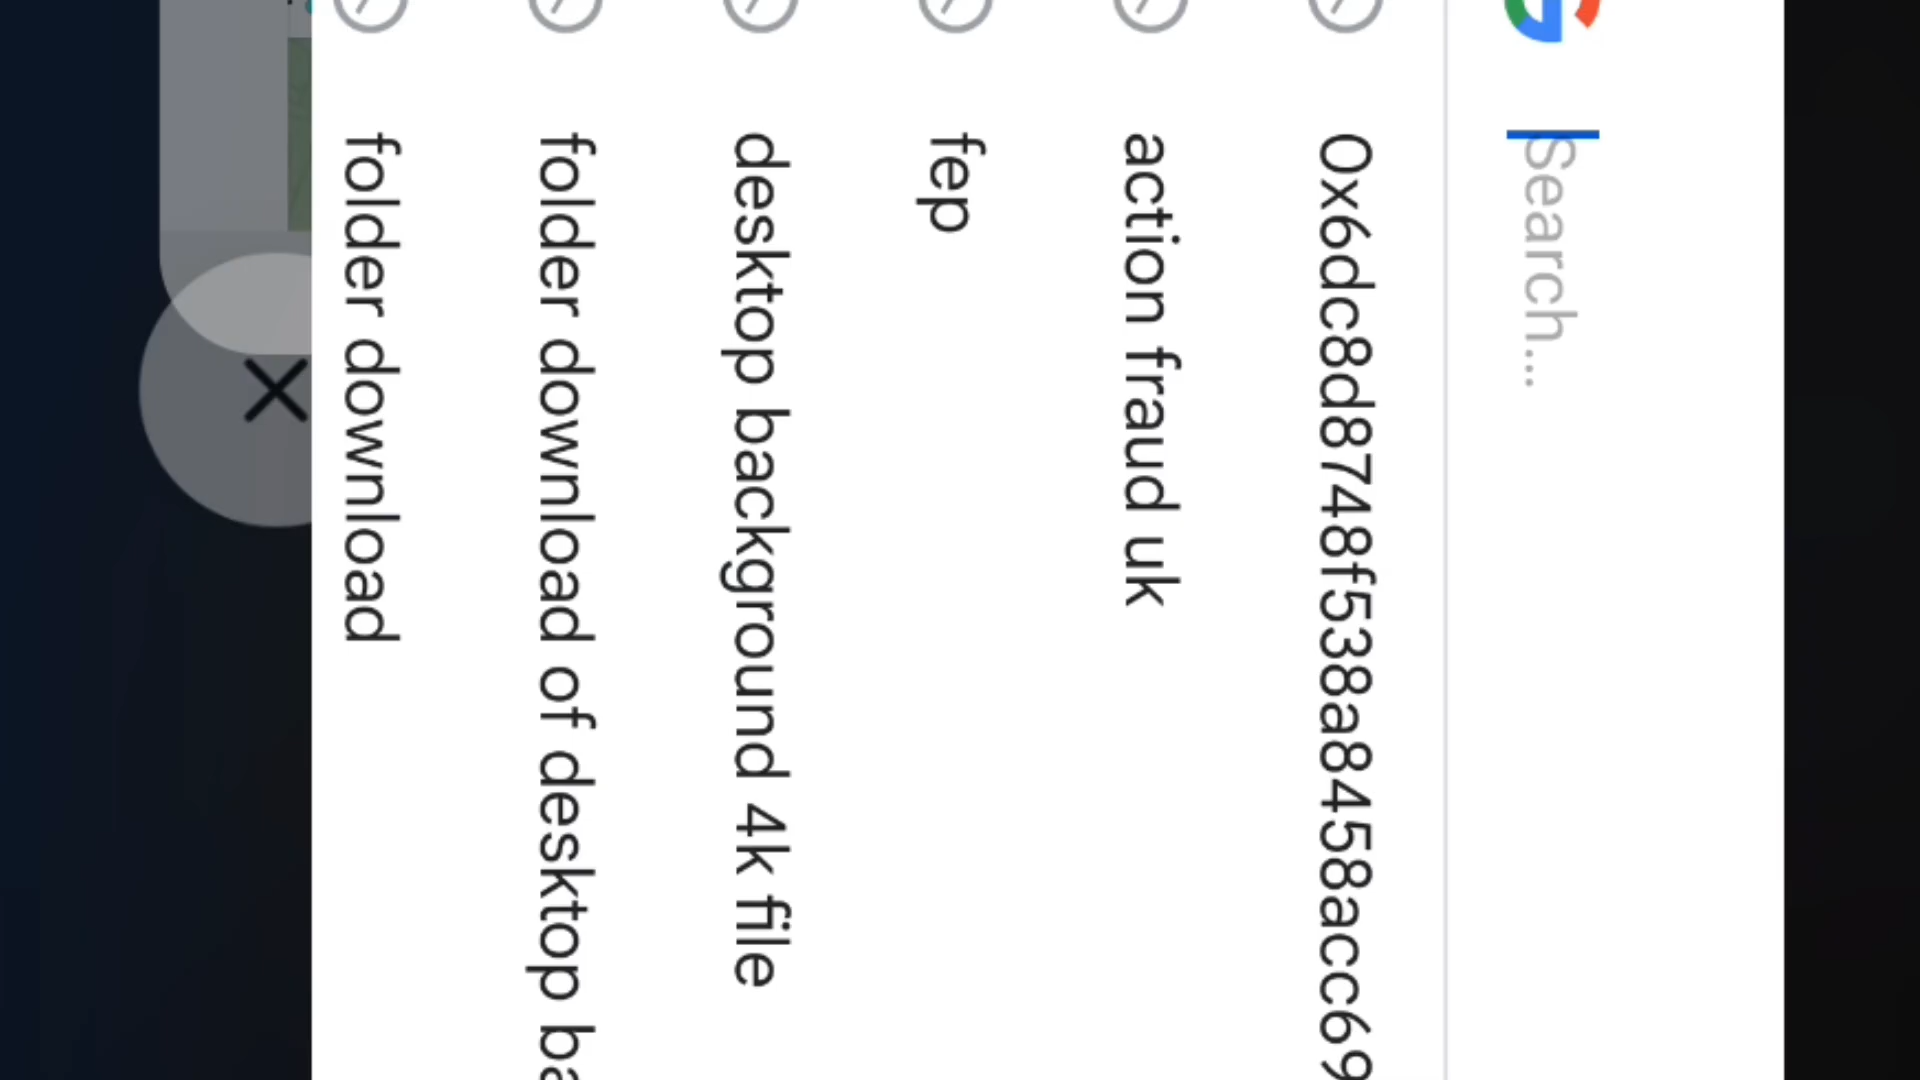 Search...
0x6dc8d8748f538a8458acc69
action fraud uk
fep
desktop background 4k file
folder download of desktop ba
folder download